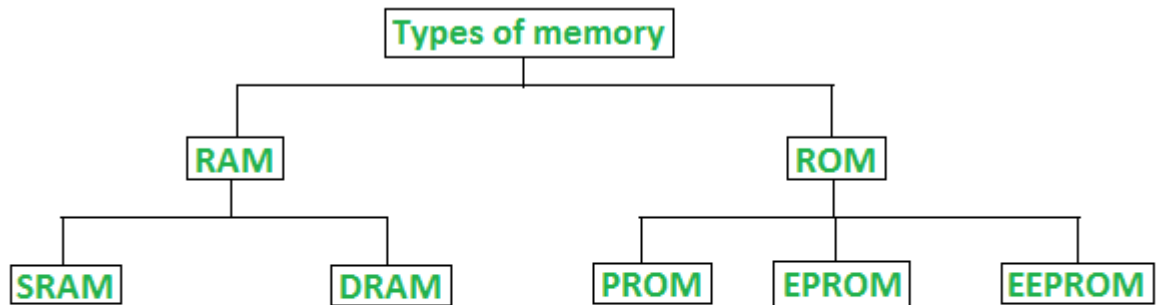 Types of memory
RAM
ROM
SRAM
DRAM
PROM
EPROM
EEPROM